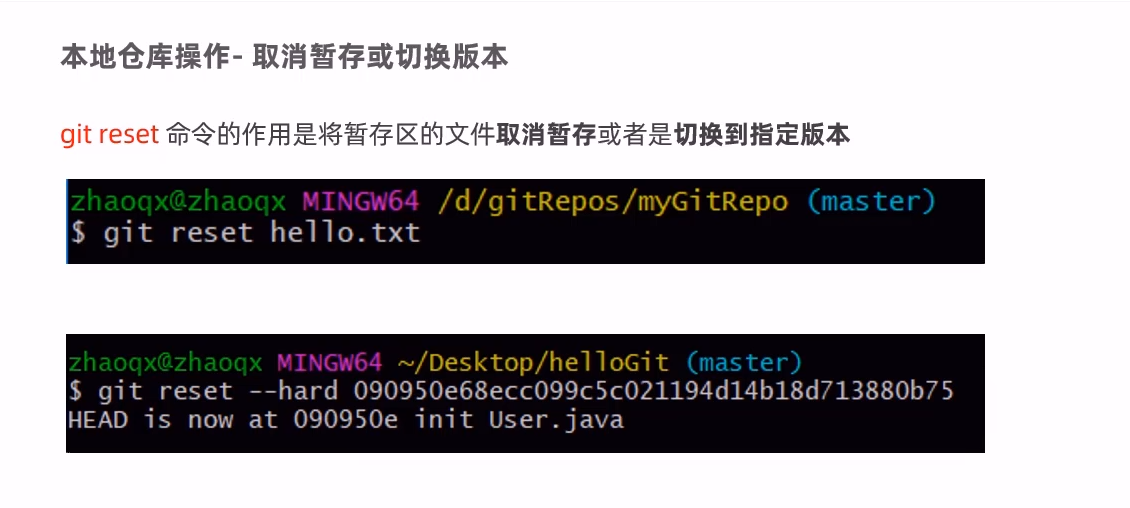 本地仓库操作- 取消暂存或切换版本
git reset 命令的作用是将暂存区的文件取消暂存或者是切换到指定版本
zhaoqx@zhaoqx MINGW64 /d/gitRepos/myGitRepo (master)
$ git reset hello.txt
zhaoqx@zhaoqx MINGW64 ~/Desktop/helloGit (master)
$ git reset --hard 090950e68ecc099c5c021194d14b18d713880b75
HEAD is now at 090950e init User.java